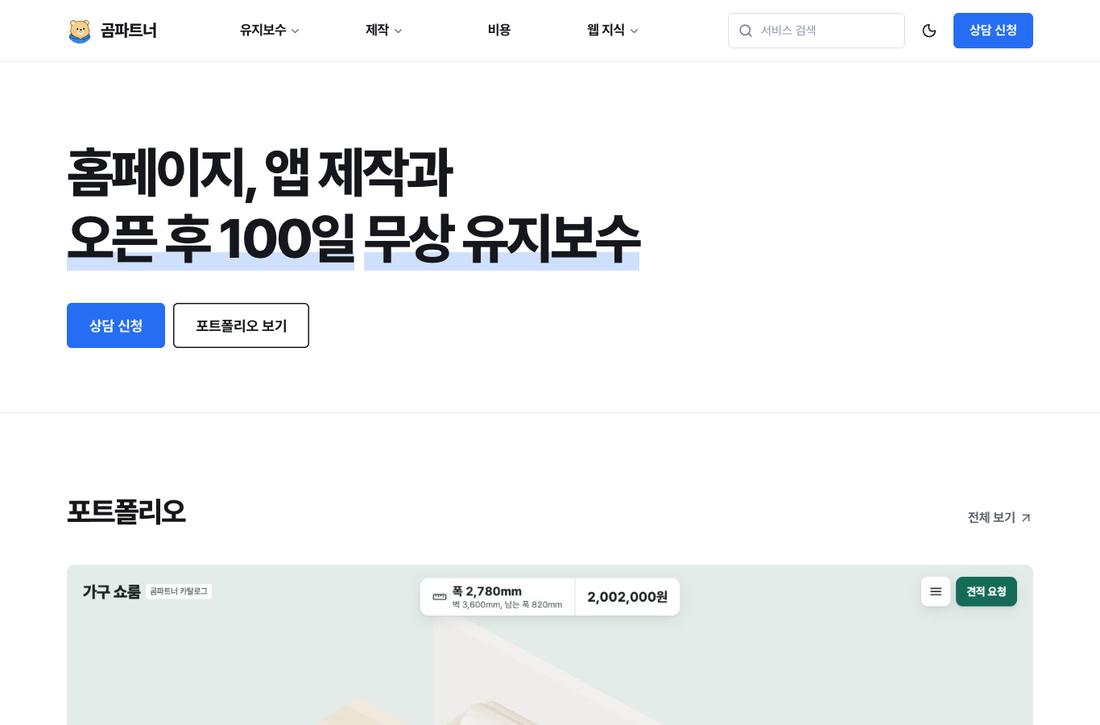 곰파트너
유지보수
제작
비용
웹 지식
서비스 검색
상담 신청
홈페이지, 앱 제작과
오픈 후 100일 무상 유지보수
상담 신청
포트폴리오 보기
포트폴리오
전체 보기
가구 쇼룸
곰파트너 카탈로그
폭 2,780mm
벽 3,600mm, 남는 폭 820mm
2,002,000원
견적 요청